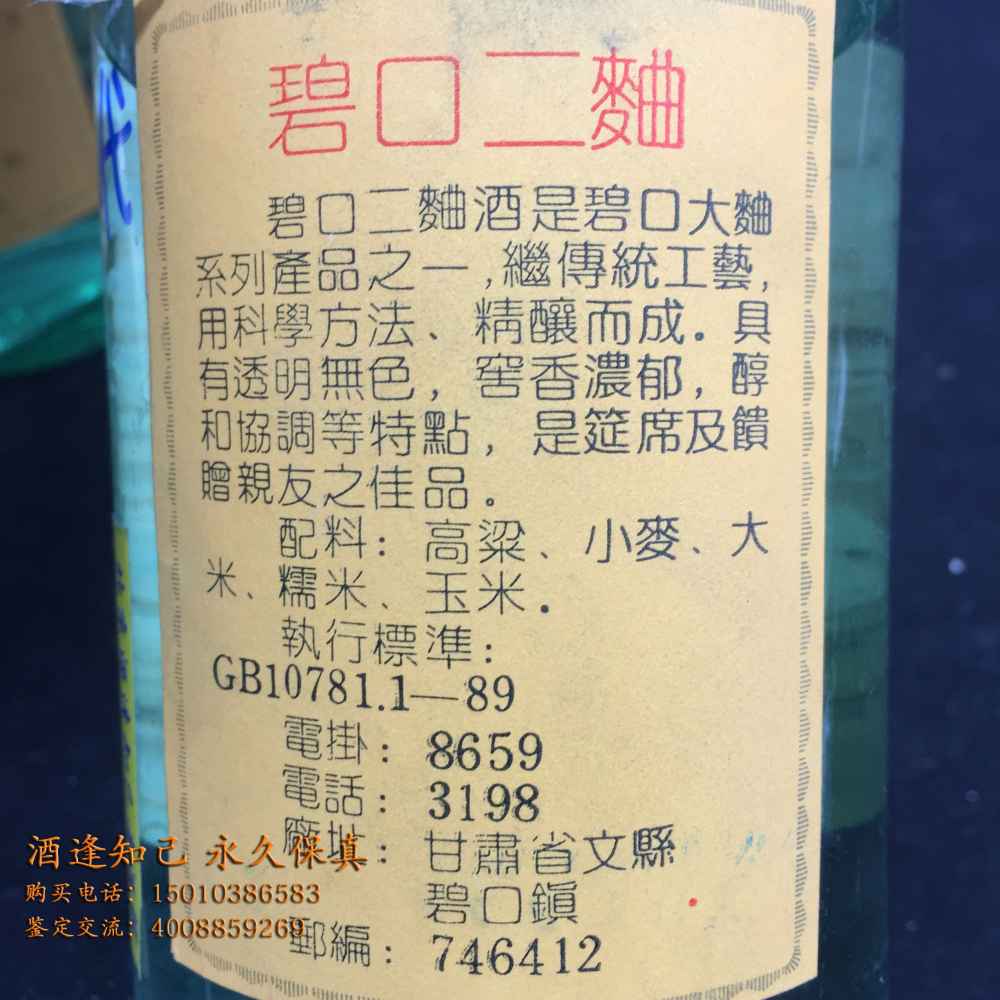 碧口二麯
碧口二麯酒是碧口大麯
系列產品之一,繼傳統工藝,
用科學方法、精釀而成。具
有透明無色，窖香濃郁，醇
和協調等特點，是筵席及饋
贈親友之佳品。
配料：高粱、小麥、大
米、糯米、玉米.
執行標準：
GB10781.1—89
電掛：8659
電話：3198
廠址：甘肅省文縣
碧口鎮
郵編：746412
酒逢知己 永久保真
购买电话：15010386583
鉴定交流：4008859269